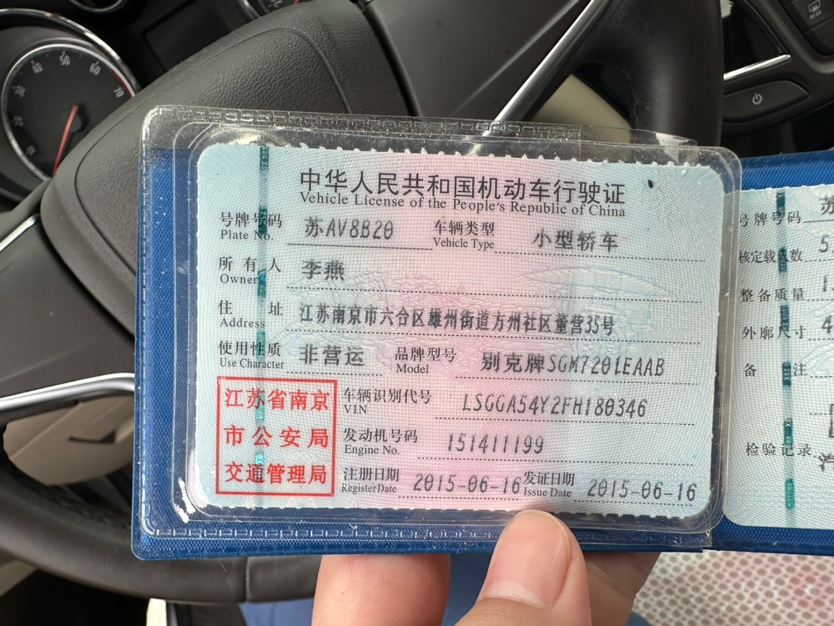 中华人民共和国机动车行驶证
Vehicle License of the People's Republic of China
号牌号码 苏AV8B20 车辆类型 小型轿车
Plate No. Vehicle Type
所有人 李燕
Owner
住址 江苏南京市六合区雄州街道方州社区董营35号
Address
使用性质 非营运 品牌型号 别克牌SGM7201EAAB
Use Character Model
江苏省南京
市公安局
交通管理局
车辆识别代号 LSGGA54Y2FH180346
VIN
发动机号码 151411199
Engine No.
注册日期 2015-06-16 发证日期 2015-06-16
Register Date Issue Date
号牌号码 苏
核定载人数 5
整备质量 1
外廓尺寸 4
备注
检验记录